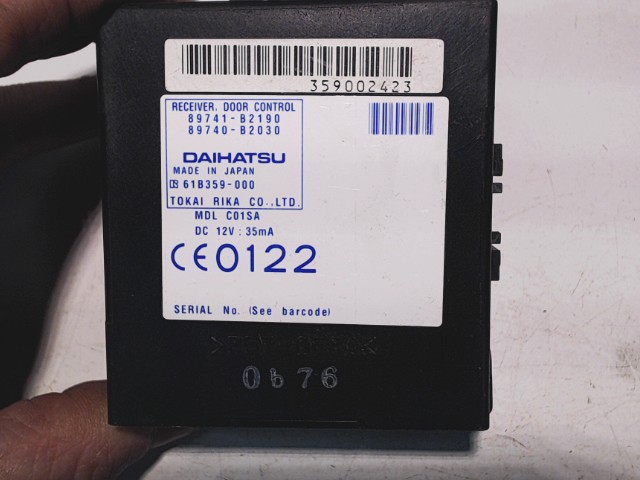 359002423
RECEIVER, DOOR CONTROL
89741-B2190
89740-B2030
DAIHATSU
MADE IN JAPAN
61B359-000
TOKAI RIKA CO.,LTD.
MDL C01SA
DC 12V : 35mA
CE0122
SERIAL No. (See barcode)
0676